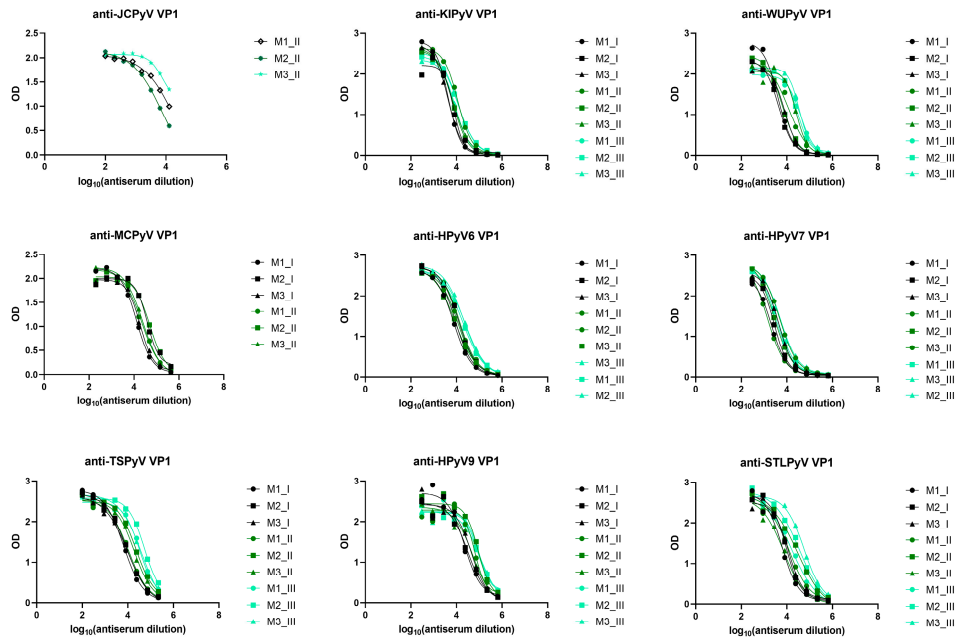 anti-JCPyV VP1
2.5
2.0
1.5
1.0
0.5
0.0
OD
0 2 4 6
log10(antiserum dilution)
M1_II
M2_II
M3_II
anti-KIPyV VP1
3
2
1
0
OD
0 2 4 6 8
log10(antiserum dilution)
M1_I
M2_I
M3_I
M1_II
M2_II
M3_II
M1_III
M2_III
M3_III
anti-WUPyV VP1
3
2
1
0
OD
0 2 4 6 8
log10(antiserum dilution)
M1_I
M2_I
M3_I
M1_II
M2_II
M3_II
M1_III
M2_III
M3_III
anti-MCPyV VP1
2.5
2.0
1.5
1.0
0.5
0.0
OD
0 2 4 6 8
log10(antiserum dilution)
M1_I
M2_I
M3_I
M1_II
M2_II
M3_II
anti-HPyV6 VP1
3
2
1
0
OD
0 2 4 6 8
log10(antiserum dilution)
M1_I
M2_I
M3_I
M1_II
M2_II
M3_II
M3_III
M1_III
M2_III
anti-HPyV7 VP1
3
2
1
0
OD
0 2 4 6 8
log10(antiserum dilution)
M1_I
M2_I
M3_I
M1_II
M2_II
M3_II
M1_III
M3_III
M2_III
anti-TSPyV VP1
3
2
1
0
OD
0 2 4 6 8
log10(antiserum dilution)
M1_I
M2_I
M3_I
M1_II
M2_II
M3_II
M1_III
M2_III
M3_III
anti-HPyV9 VP1
3
2
1
0
OD
0 2 4 6 8
log10(antiserum dilution)
M1_I
M2_I
M3_I
M1_II
M2_II
M3_II
M1_III
M2_III
M3_III
anti-STLPyV VP1
3
2
1
0
OD
0 2 4 6 8
log10(antiserum dilution)
M1_I
M2_I
M3_I
M1_II
M2_II
M3_II
M1_III
M2_III
M3_III